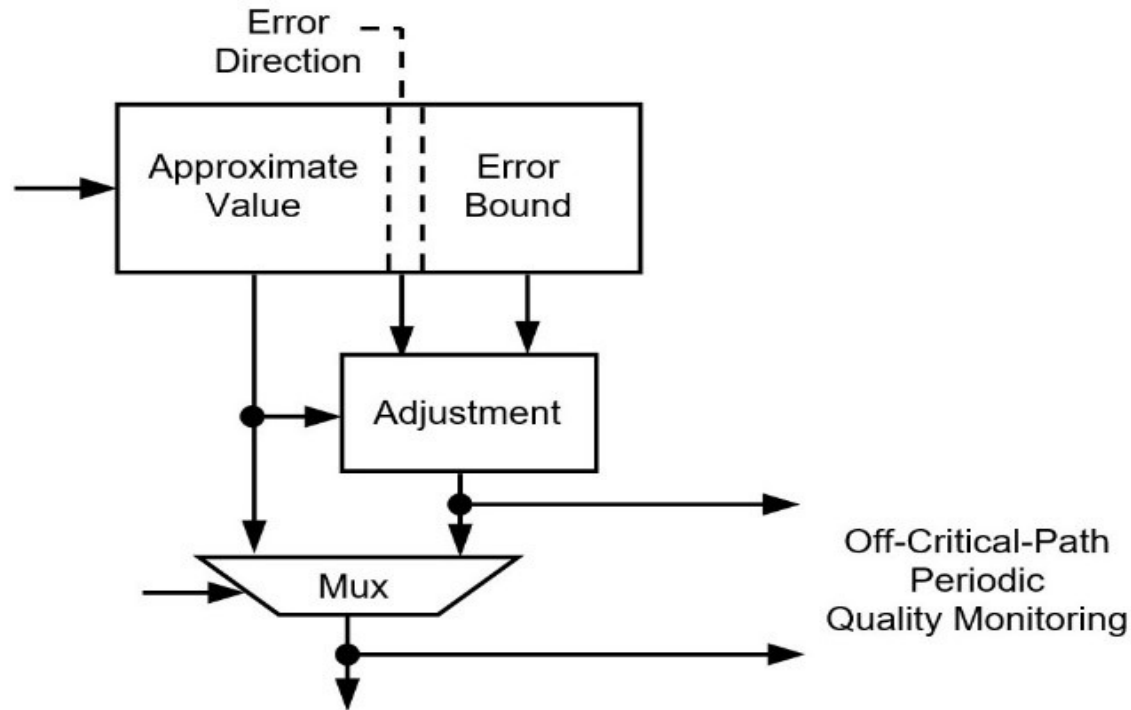 Error
Direction
Approximate
Value
Error
Bound
Adjustment
Mux
Off-Critical-Path
Periodic
Quality Monitoring